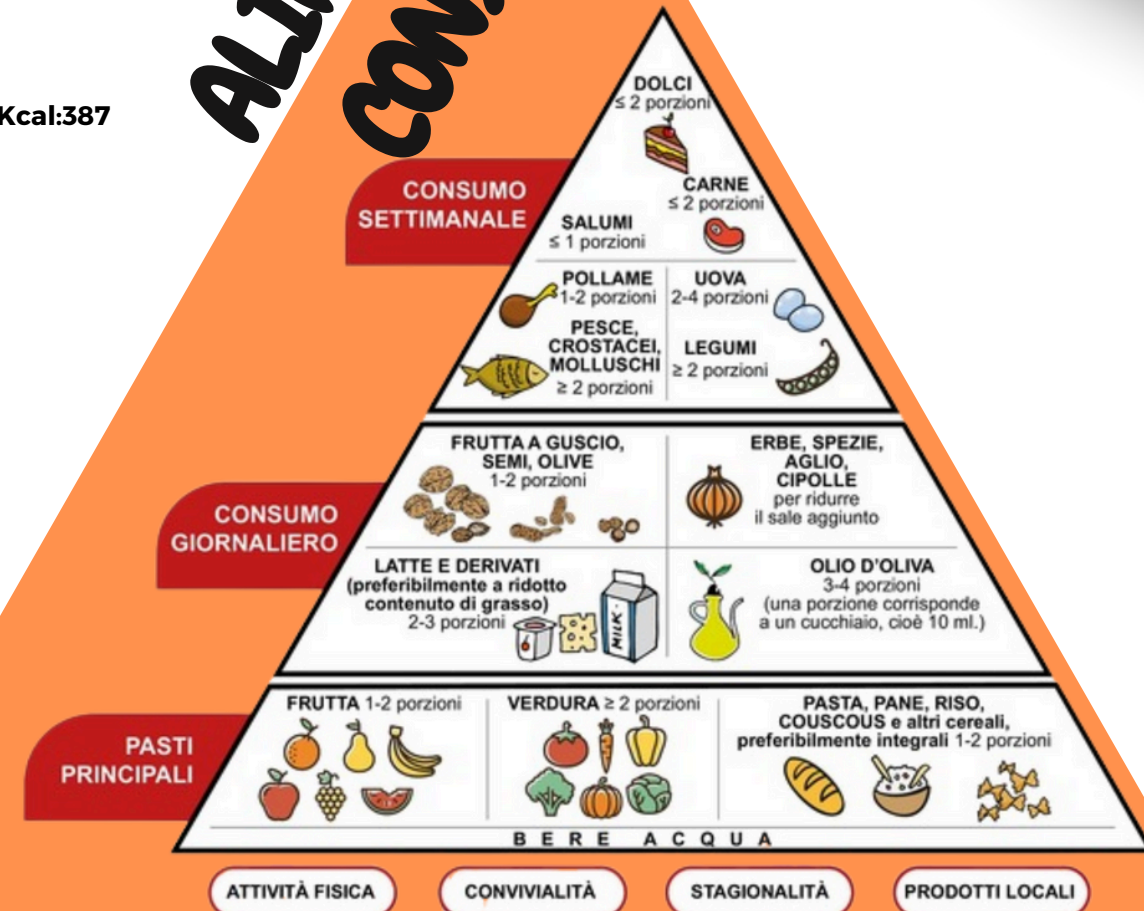 Kcal:387
DOLCI
≤ 2 porzioni
CONSUMO
SETTIMANALE
CARNE
≤ 2 porzioni
SALUMI
≤ 1 porzioni
POLLAME
1-2 porzioni
UOVA
2-4 porzioni
PESCE,
CROSTACEI,
MOLLUSCHI
≥ 2 porzioni
LEGUMI
≥ 2 porzioni
CONSUMO
GIORNALIERO
FRUTTA A GUSCIO,
SEMI, OLIVE
1-2 porzioni
ERBE, SPEZIE,
AGLIO,
CIPOLLE
per ridurre
il sale aggiunto
LATTE E DERIVATI
(preferibilmente a ridotto
contenuto di grasso)
2-3 porzioni
MILK
OLIO D'OLIVA
3-4 porzioni
(una porzione corrisponde
a un cucchiaio, cioè 10 ml.)
PASTI
PRINCIPALI
FRUTTA 1-2 porzioni
VERDURA ≥ 2 porzioni
PASTA, PANE, RISO,
COUSCOUS e altri cereali,
preferibilmente integrali 1-2 porzioni
BERE ACQUA
ATTIVITÀ FISICA
CONVIVIALITÀ
STAGIONALITÀ
PRODOTTI LOCALI